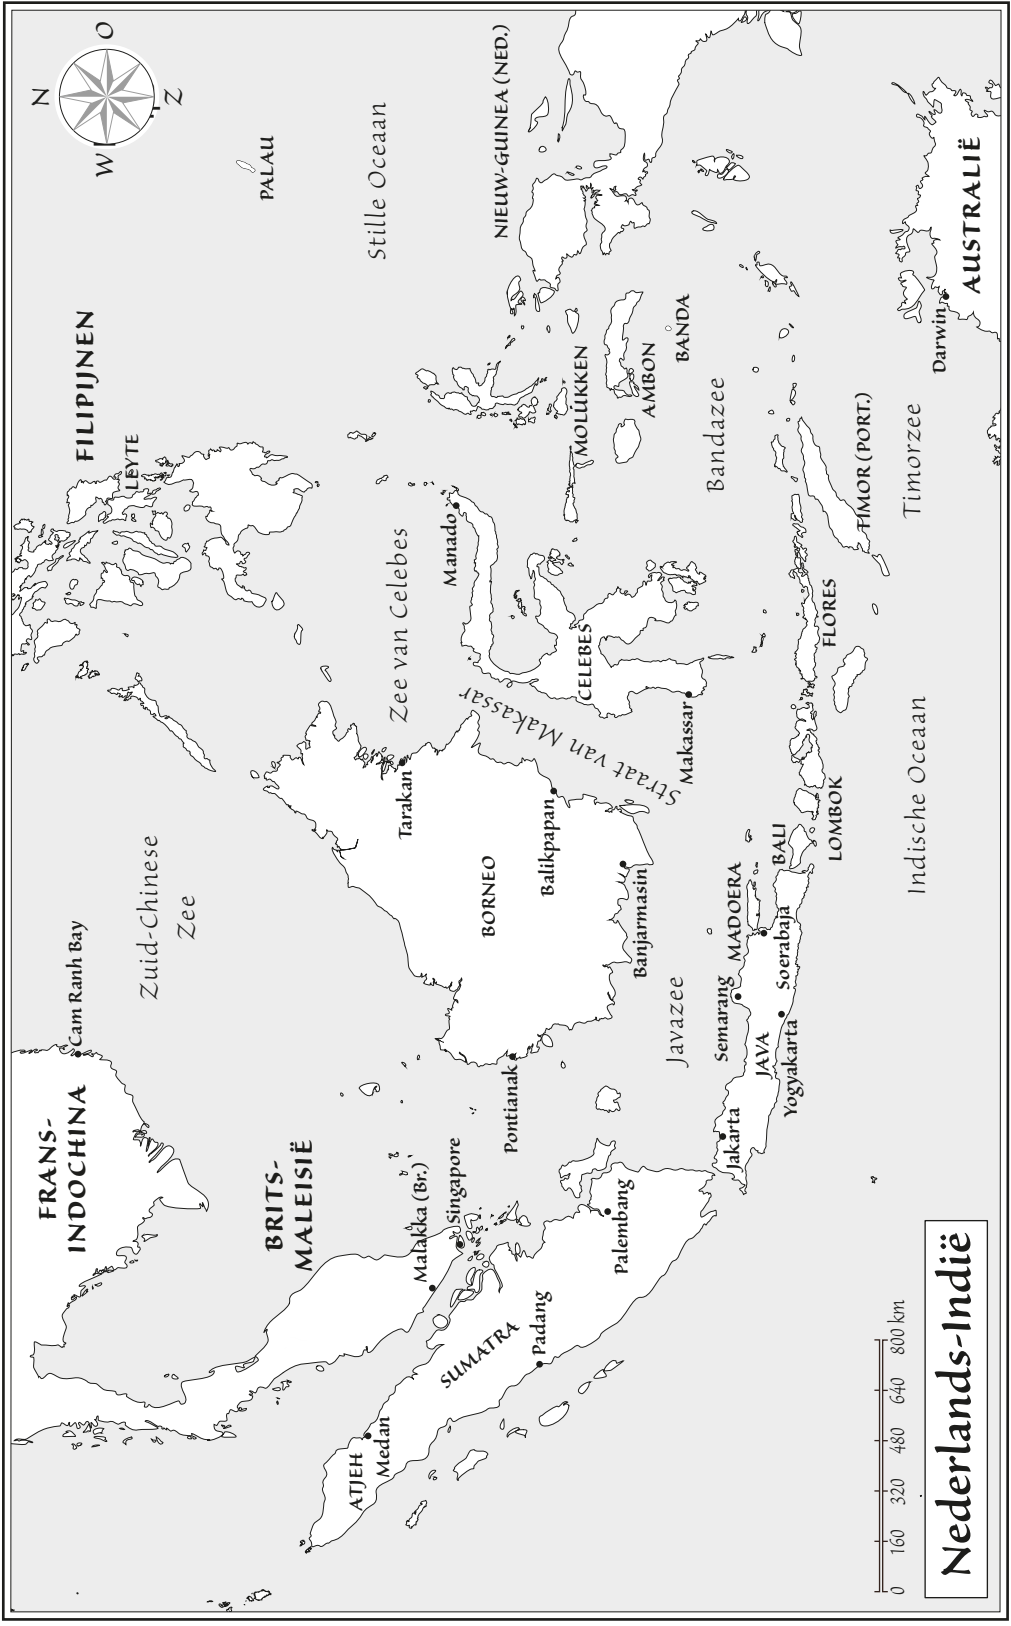 N
O
Z
W
FILIPIJNEN
LEYTE
PALAU
Stille Oceaan
NIEUW-GUINEA (NED.)
FRANS-
INDOCHINA
Cam Ranh Bay
Zuid-Chinese
Zee
BRITS-
MALEISIË
Malakka (Br.)
Singapore
Zee van Celebes
Manado
Tarakan
Straat van Makassar
BORNEO
Balikpapan
Pontianak
Banjarmasin
CELEBES
Makassar
MOLUKKEN
AMBON
BANDA
Bandazee
ATJEH
Medan
SUMATRA
Padang
Palembang
Javazee
Jakarta
Semarang
JAVA
Yogyakarta
MADOERA
Soerabaja
BALI
LOMBOK
FLORES
TIMOR (PORT.)
Timorzee
Darwin
AUSTRALIË
Indische Oceaan
0 160 320 480 640 800 km
Nederlands-Indië